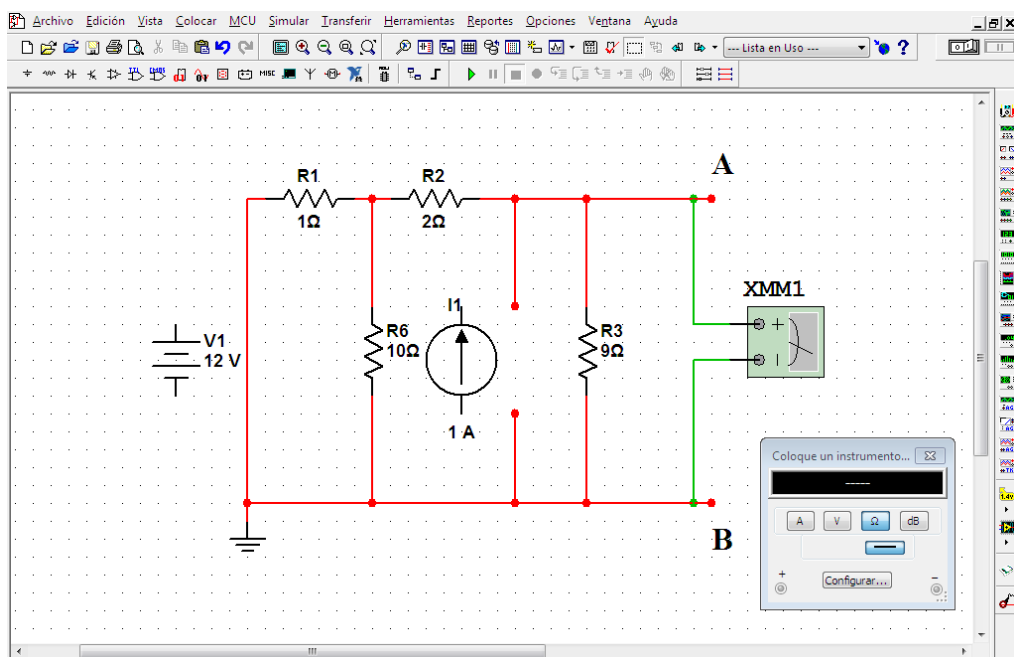 Archivo Edición Vista Colocar MCU Simular Transferir Herramientas Reportes Opciones Ventana Ayuda
--- Lista en Uso ---
MISC
A
R1
1Ω
R2
2Ω
XMM1
I1
V1
12 V
R6
10Ω
R3
9Ω
1 A
Coloque un instrumento...
-----
A V Ω dB
B
+ Configurar... -